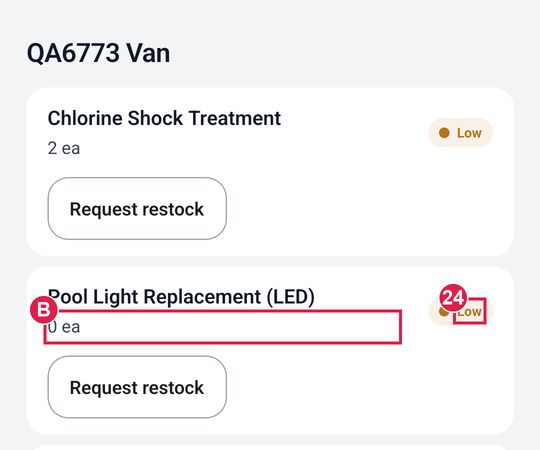 QA6773 Van
Chlorine Shock Treatment
2 ea
Low
Request restock
Pool Light Replacement (LED)
24
Low
B
0 ea
Request restock